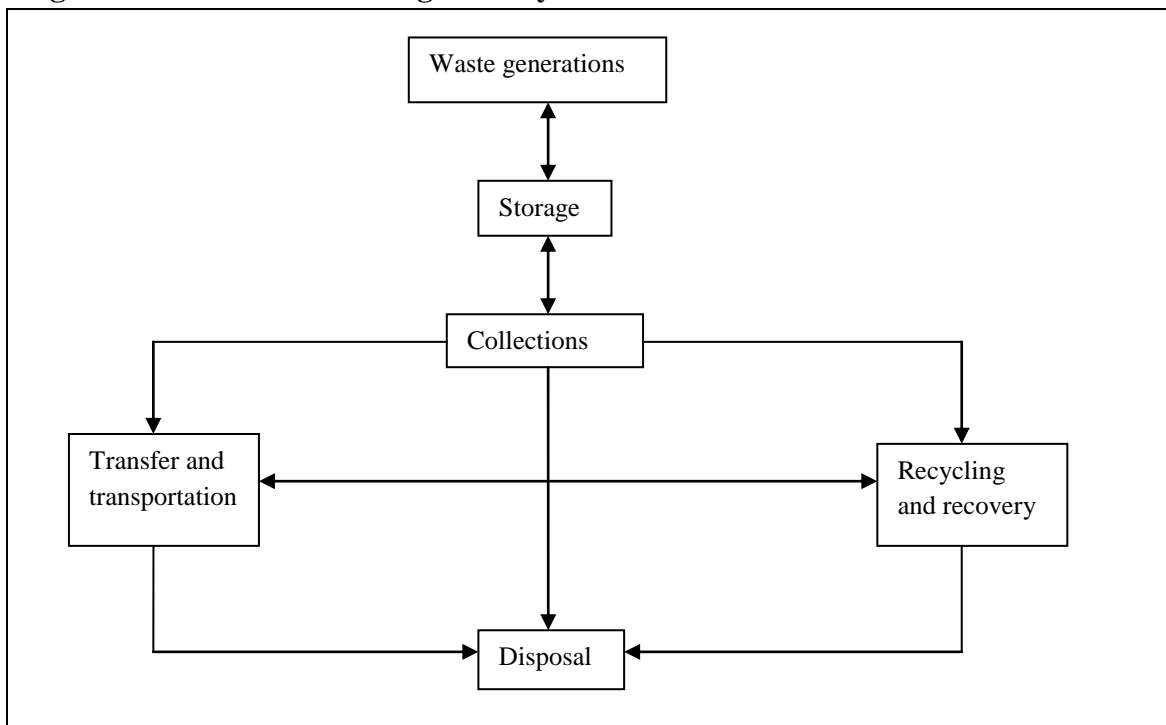 Waste generations
Storage
Collections
Transfer and
transportation
Recycling
and recovery
Disposal